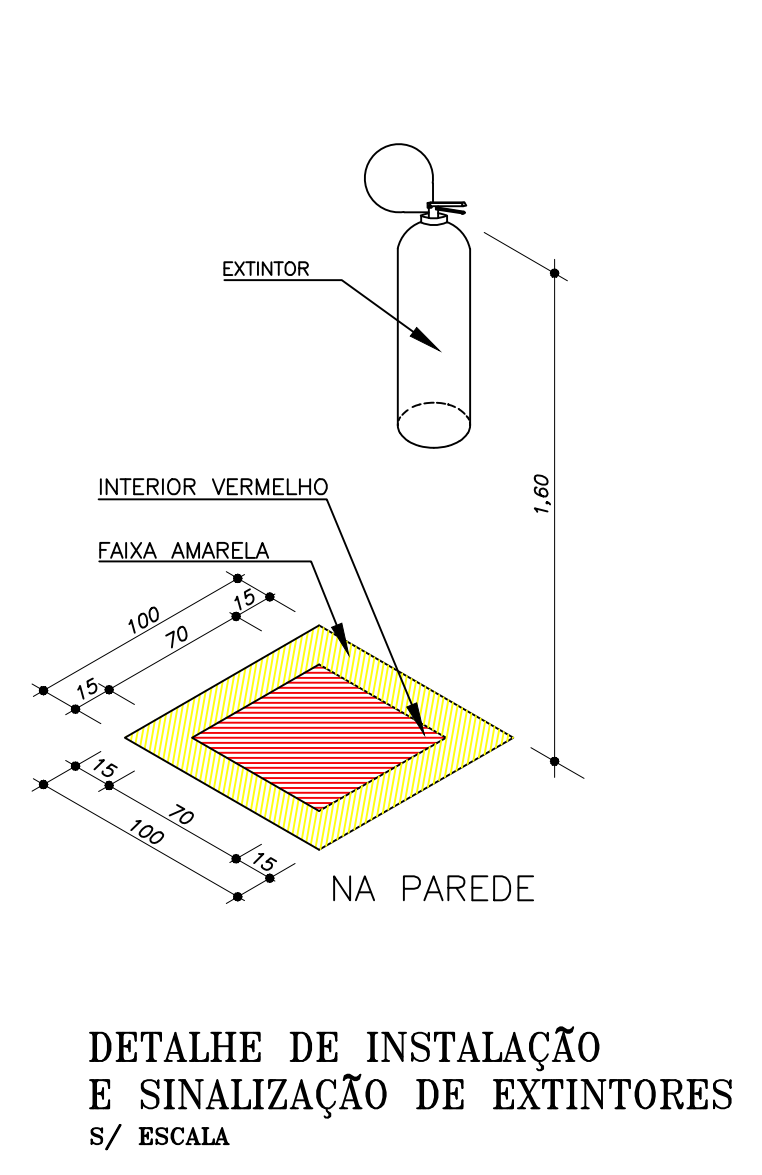 EXTINTOR
1,60
INTERIOR VERMELHO
FAIXA AMARELA
100
15
70
15
15
70
100
15
NA PAREDE
DETALHE DE INSTALAÇÃO
E SINALIZAÇÃO DE EXTINTORES
S/ ESCALA